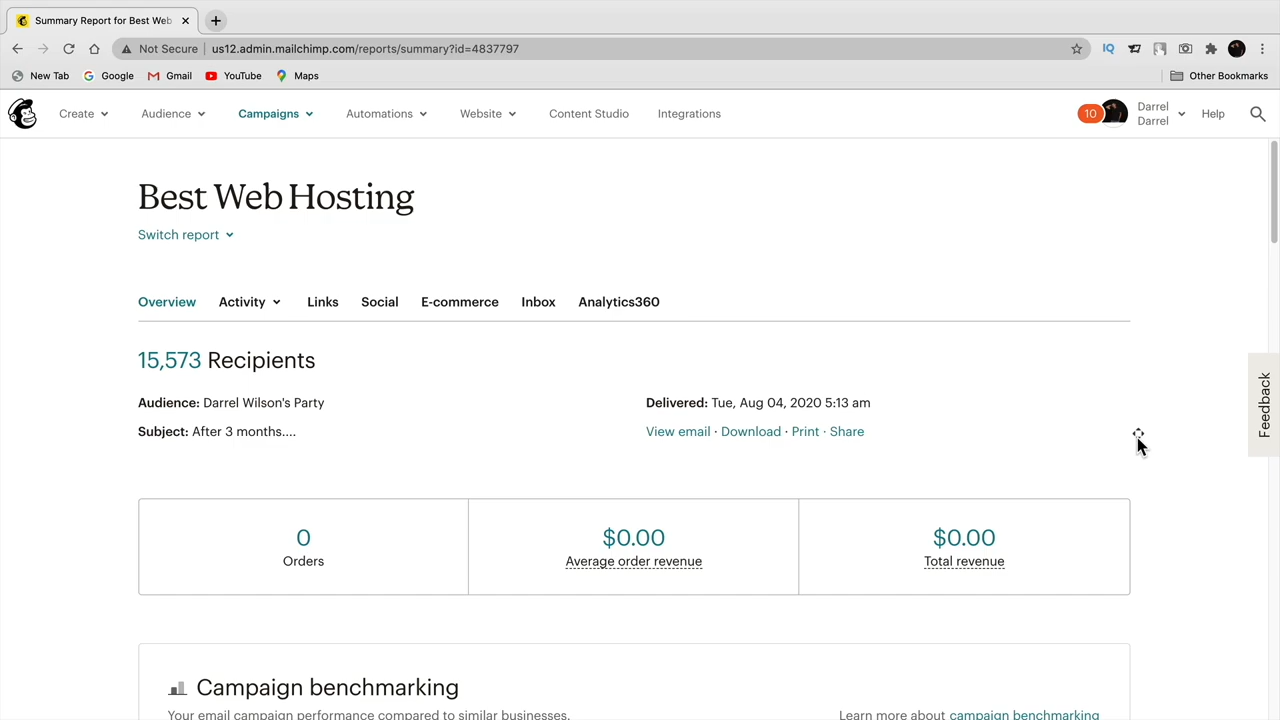 Summary Report for Best Web
Not Secure
us12.admin.mailchimp.com/reports/summary?id=4837797
IQ
New Tab
Google
Gmail
YouTube
Maps
Other Bookmarks
Create
Audience
Campaigns
Automations
Website
Content Studio
Integrations
10
Darrel
Darrel
Help
Best Web Hosting
Switch report
Overview
Activity
Links
Social
E-commerce
Inbox
Analytics360
15,573 Recipients
Audience: Darrel Wilson's Party
Delivered: Tue, Aug 04, 2020 5:13 am
Subject: After 3 months....
View email · Download · Print · Share
Feedback
0
Orders
$0.00
Average order revenue
$0.00
Total revenue
Campaign benchmarking
Your email campaign performance compared to similar businesses.
Learn more about campaign benchmarking